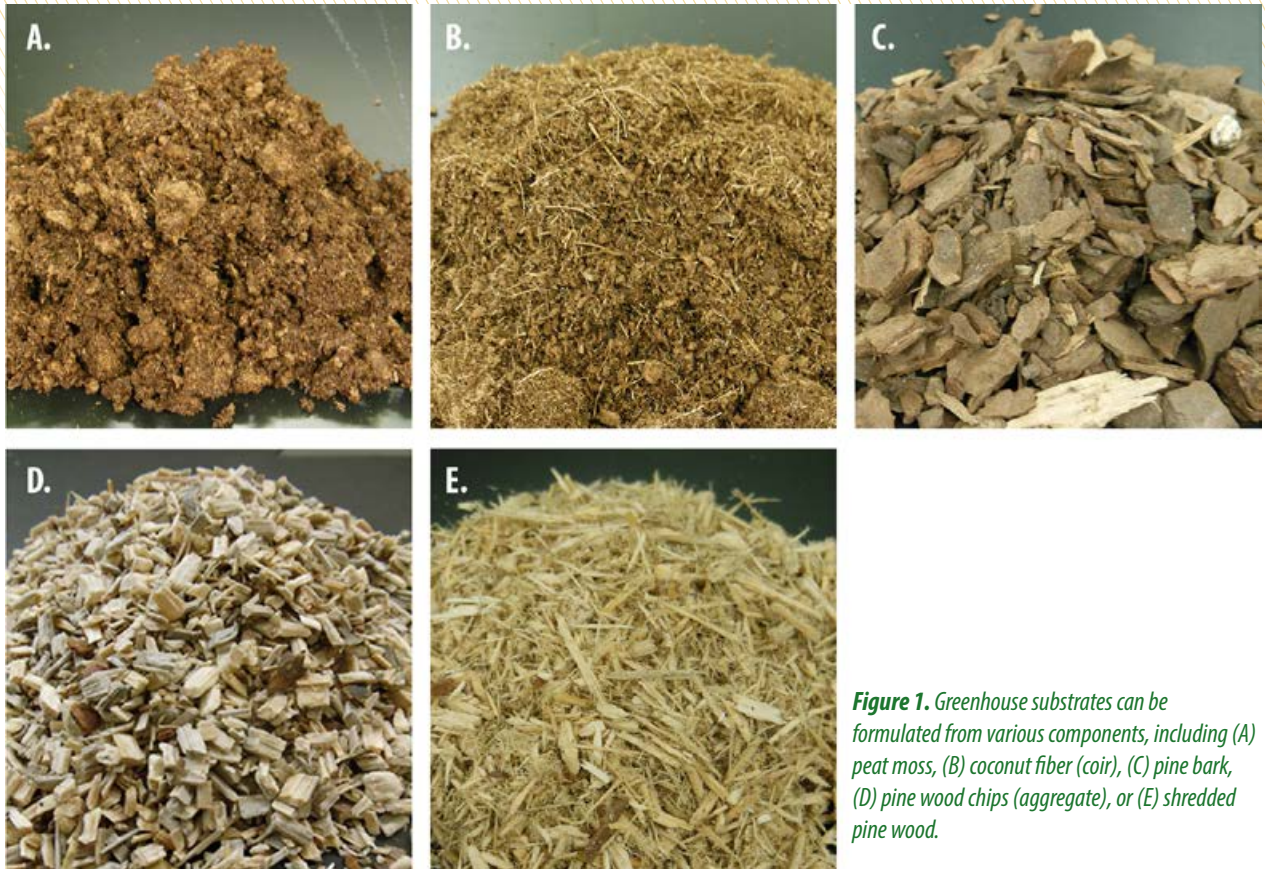 A.
B.
C.
D.
E.
Figure 1. Greenhouse substrates can be
formulated from various components, including (A)
peat moss, (B) coconut fiber (coir), (C) pine bark,
(D) pine wood chips (aggregate), or (E) shredded
pine wood.